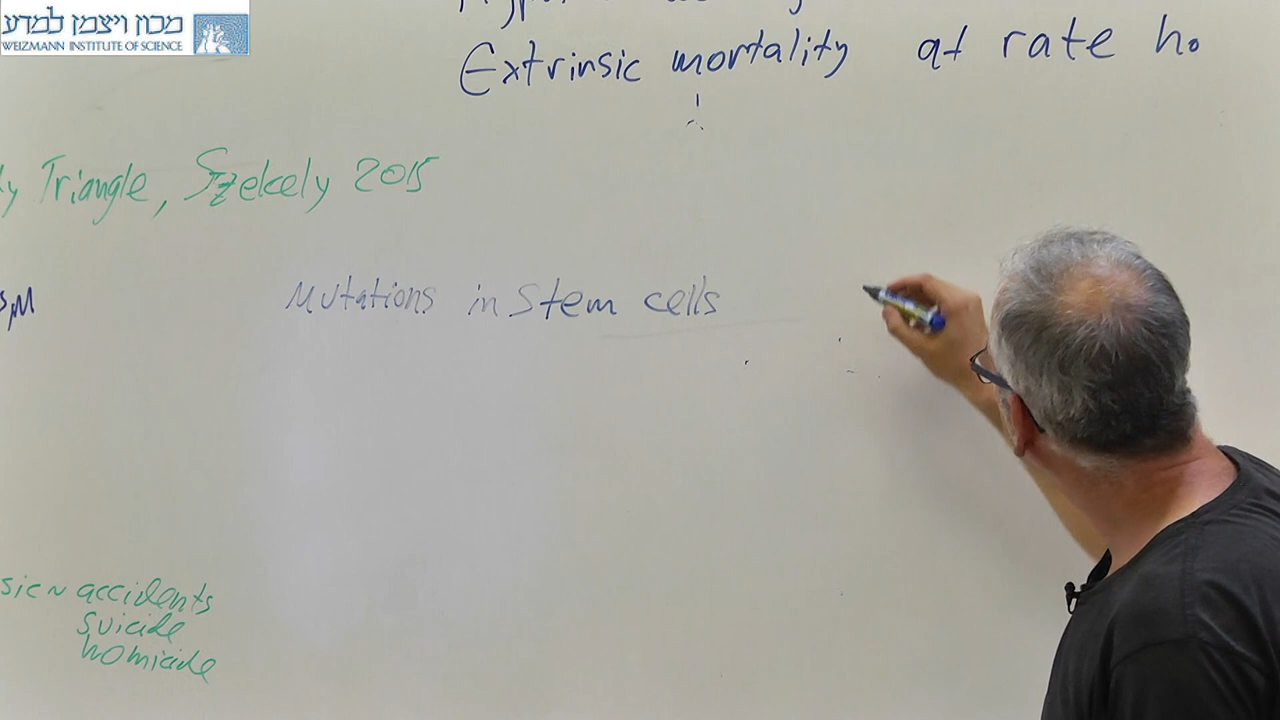 מכון ויצמן למדע
WEIZMANN INSTITUTE OF SCIENCE
Extrinsic mortality at rate h₀
Triangle, Szekely 2015
Mutations in stem cells
~ accidents
suicide
homicide